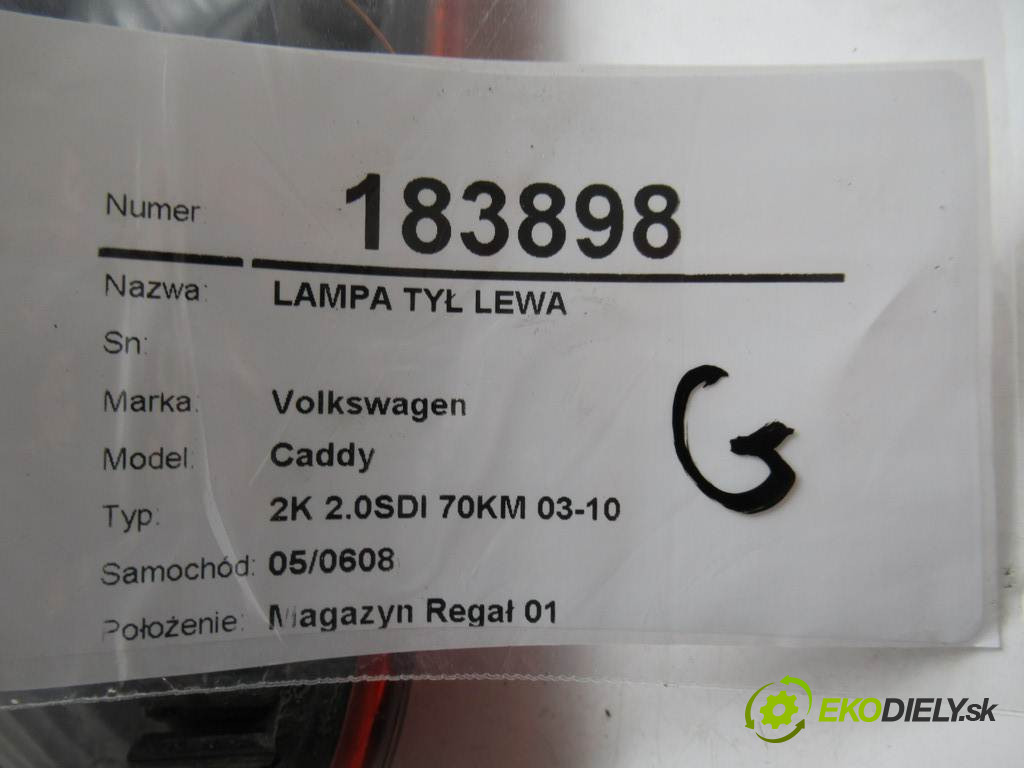 Numer 183898
Nazwa: LAMPA TYŁ LEWA
Sn:
Marka: Volkswagen
Model: Caddy
Typ: 2K 2.0SDI 70KM 03-10
Samochód: 05/0608
Położenie: Magazyn Regał 01
G
EKODIELY.sk